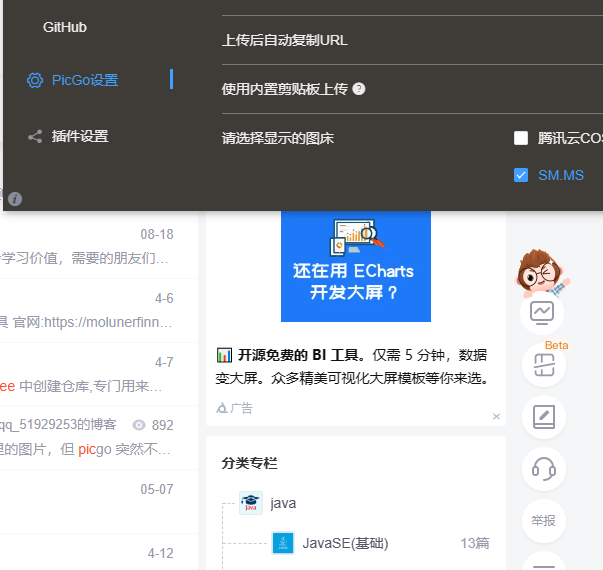 GitHub
上传后自动复制URL
PicGo设置
使用内置剪贴板上传 ?
插件设置
请选择显示的图床
腾讯云COS
SM.MS
08-18
学习价值，需要的朋友们…
4-6
具 官网:https://molunerfinn…
4-7
ee 中创建仓库,专门用来…
qq_51929253的博客 892
里的图片，但 picgo 突然不…
05-07
4-12
还在用 ECharts
开发大屏？
开源免费的 BI 工具。仅需 5 分钟，数据
变大屏。众多精美可视化大屏模板等你来选。
广告
分类专栏
java
JavaSE(基础) 13篇
Beta
举报